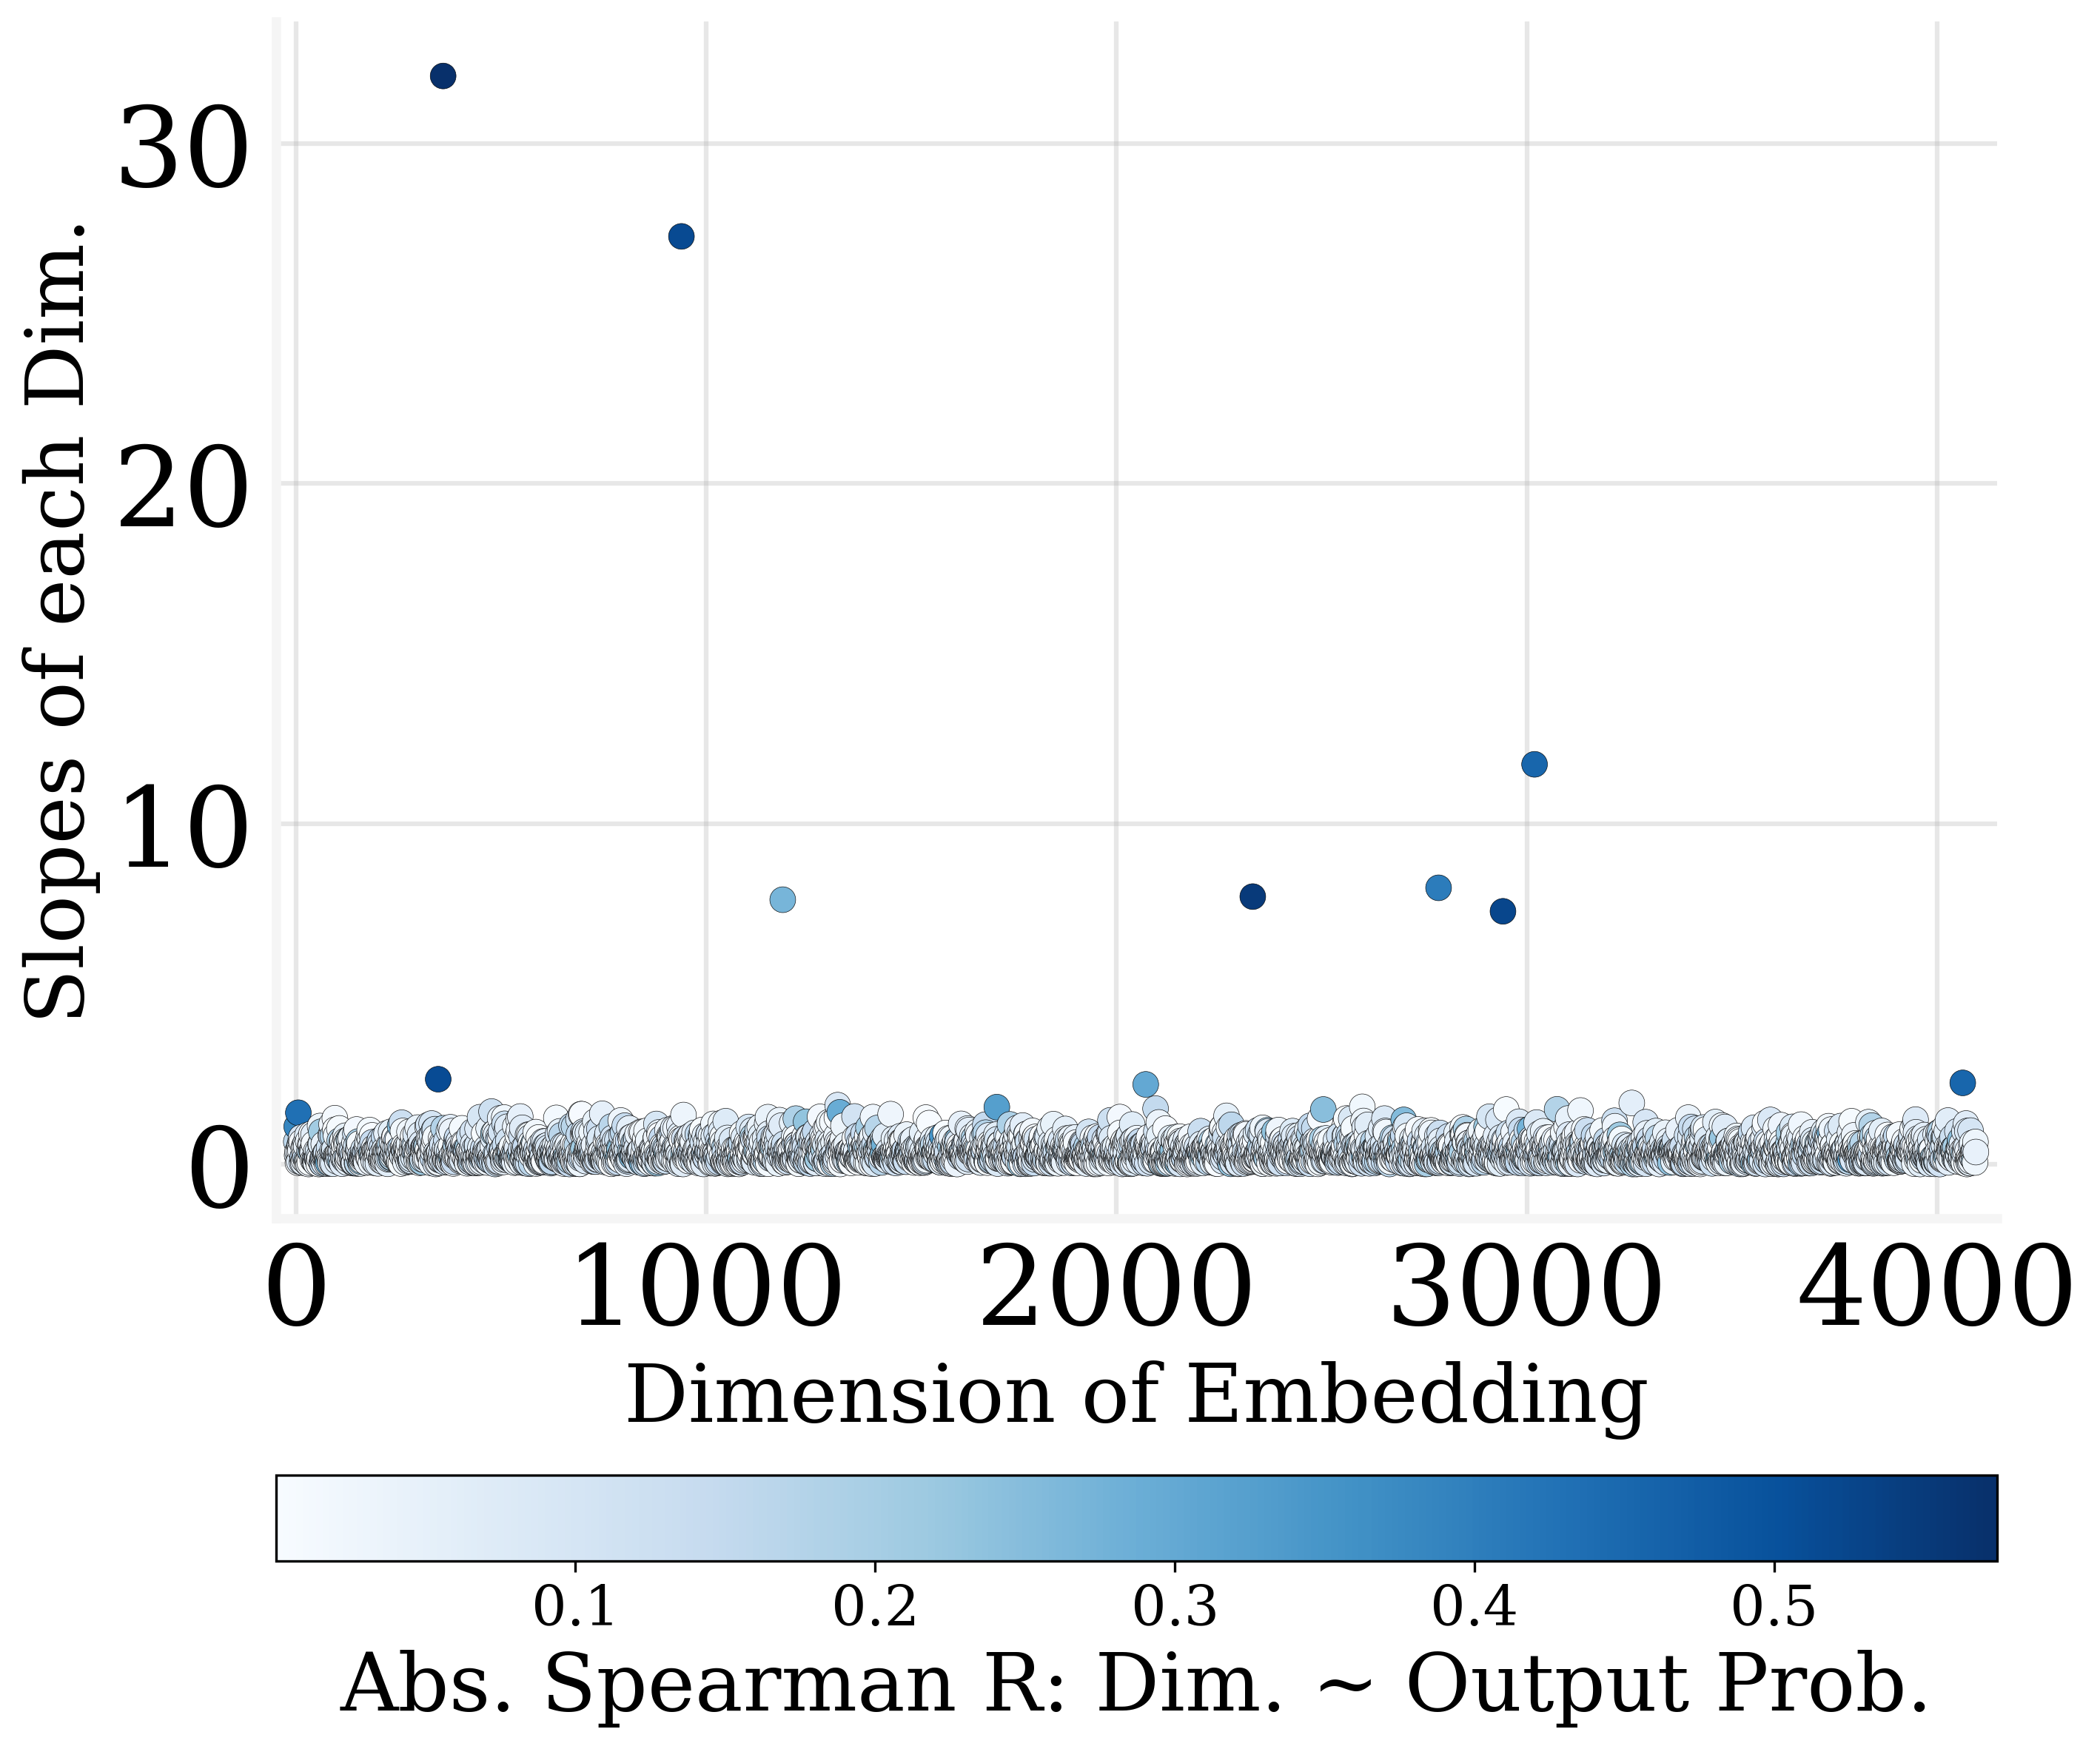 Slopes of each Dim.
30
20
10
0
0 1000 2000 3000 4000
Dimension of Embedding
0.1 0.2 0.3 0.4 0.5
Abs. Spearman R: Dim. ~ Output Prob.